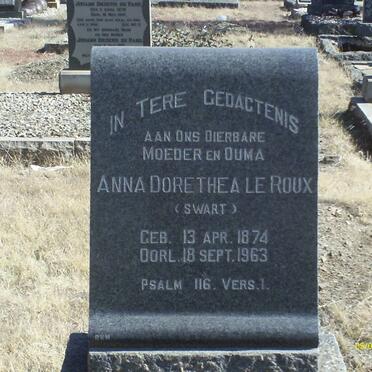 IN TERE GEDAGTENIS
AAN ONS DIERBARE
MOEDER EN OUMA
ANNA DORETHEA LE ROUX
(SWART)
GEB. 13 APR. 1874
OORL. 18 SEPT. 1963
PSALM 116. VERS.1.